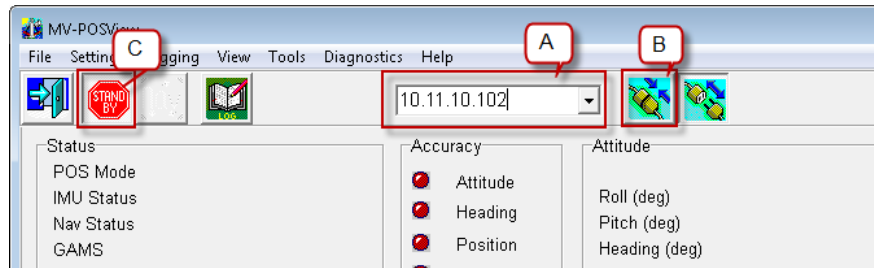 MV-POSView
C
A
B
File Settings Logging View Tools Diagnostics Help
STAND
BY
LOG
10.11.10.102
Status
Accuracy
Attitude
POS Mode
Attitude
IMU Status
Roll (deg)
Heading
Nav Status
Pitch (deg)
GAMS
Position
Heading (deg)